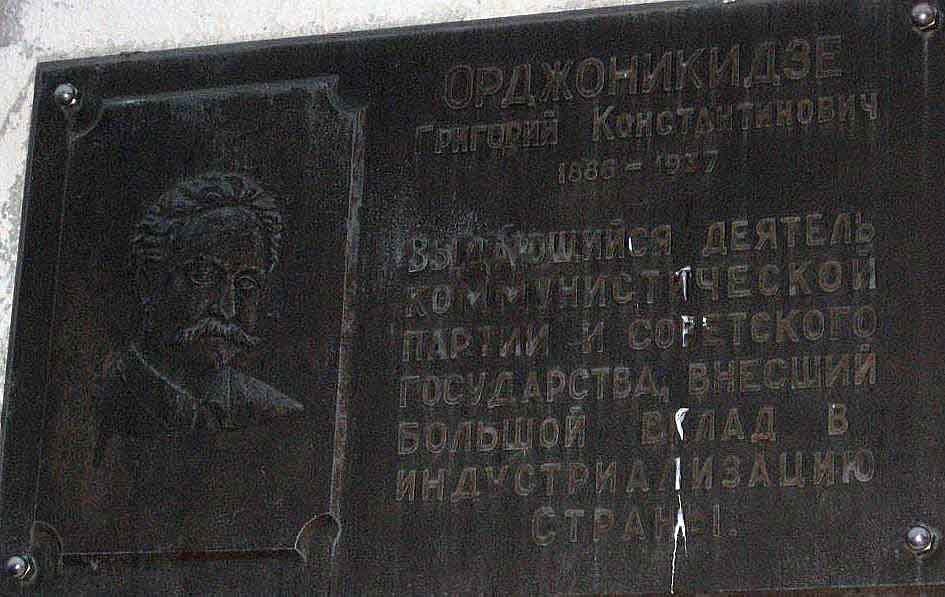 ОРДЖОНИКИДЗЕ
ГРИГОРИЙ КОНСТАНТИНОВИЧ
1886 – 1937
ВЫДАЮЩИЙСЯ ДЕЯТЕЛЬ
КОММУНИСТИЧЕСКОЙ
ПАРТИИ И СОВЕТСКОГО
ГОСУДАРСТВА, ВНЕСШИЙ
БОЛЬШОЙ ВКЛАД В
ИНДУСТРИАЛИЗАЦИЮ
СТРАНЫ.